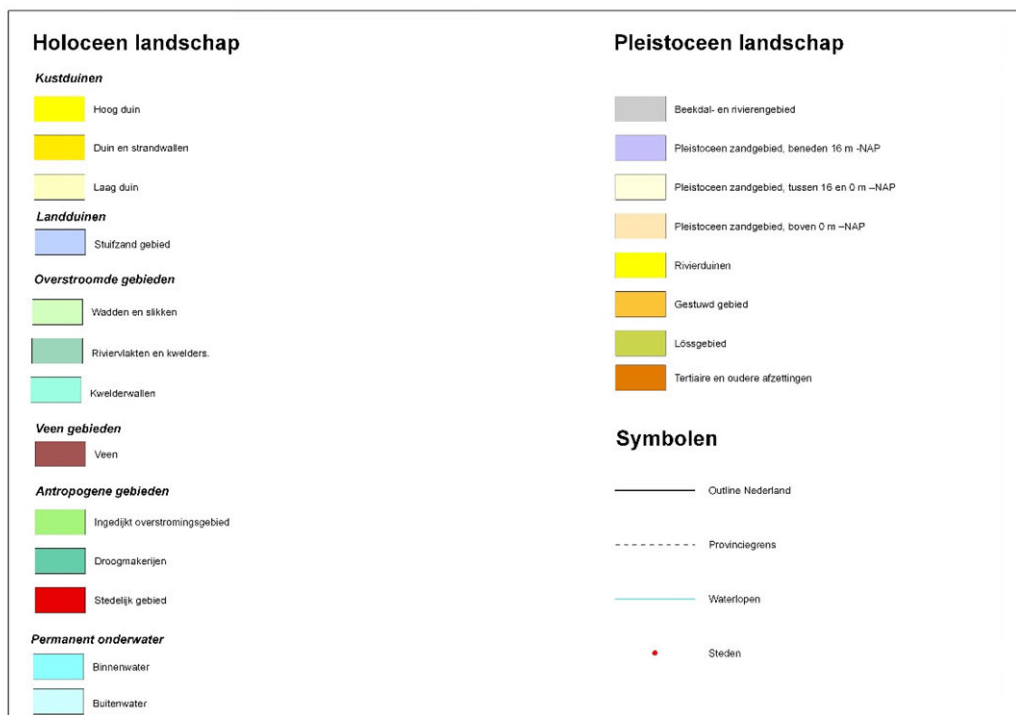 Holoceen landschap
Kustduinen
Hoog duin
Duin en strandwallen
Laag duin
Landduinen
Stuifzand gebied
Overstroomde gebieden
Wadden en slikken
Riviervlakten en kwelders.
Kwelderwallen
Veen gebieden
Veen
Antropogene gebieden
Ingedijkt overstromingsgebied
Droogmakerijen
Stedelijk gebied
Permanent onderwater
Binnenwater
Buitenwater
Pleistoceen landschap
Beekdal- en rivierengebied
Pleistoceen zandgebied, beneden 16 m -NAP
Pleistoceen zandgebied, tussen 16 en 0 m –NAP
Pleistoceen zandgebied, boven 0 m –NAP
Rivierduinen
Gestuwd gebied
Lössgebied
Tertiaire en oudere afzettingen
Symbolen
Outline Nederland
Provinciegrens
Waterlopen
Steden